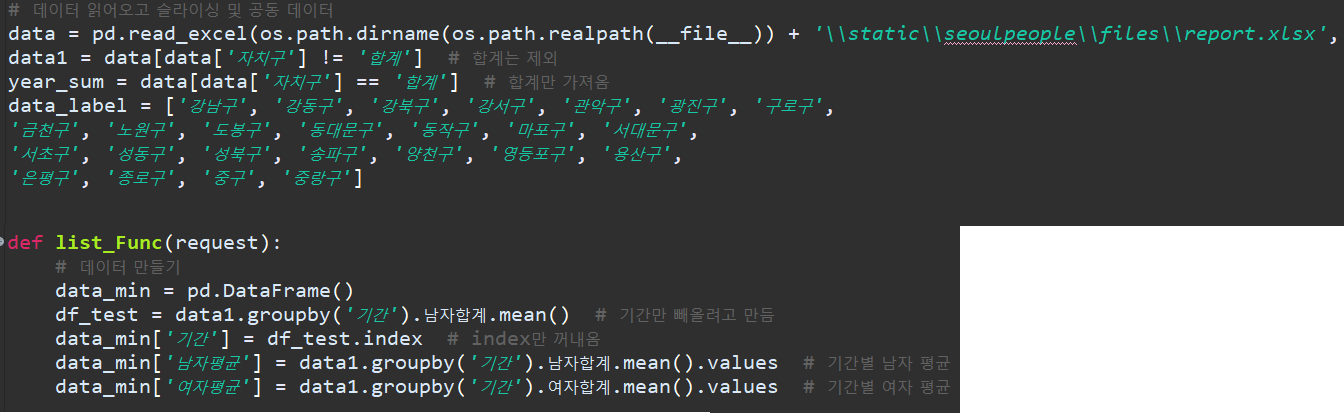 # 데이터 읽어오고 슬라이싱 및 공동 데이터
data = pd.read_excel(os.path.dirname(os.path.realpath(__file__)) + '\\static\\seoulpeople\\files\\report.xlsx',
data1 = data[data['자치구'] != '합계']  # 합계는 제외
year_sum = data[data['자치구'] == '합계']  # 합계만 가져옴
data_label = ['강남구', '강동구', '강북구', '강서구', '관악구', '광진구', '구로구',
'금천구', '노원구', '도봉구', '동대문구', '동작구', '마포구', '서대문구',
'서초구', '성동구', '성북구', '송파구', '양천구', '영등포구', '용산구',
'은평구', '종로구', '중구', '중랑구']
def list_Func(request):
    # 데이터 만들기
    data_min = pd.DataFrame()
    df_test = data1.groupby('기간').남자합계.mean()  # 기간만 빼올려고 만듬
    data_min['기간'] = df_test.index  # index만 꺼내옴
    data_min['남자평균'] = data1.groupby('기간').남자합계.mean().values  # 기간별 남자 평균
    data_min['여자평균'] = data1.groupby('기간').여자합계.mean().values  # 기간별 여자 평균